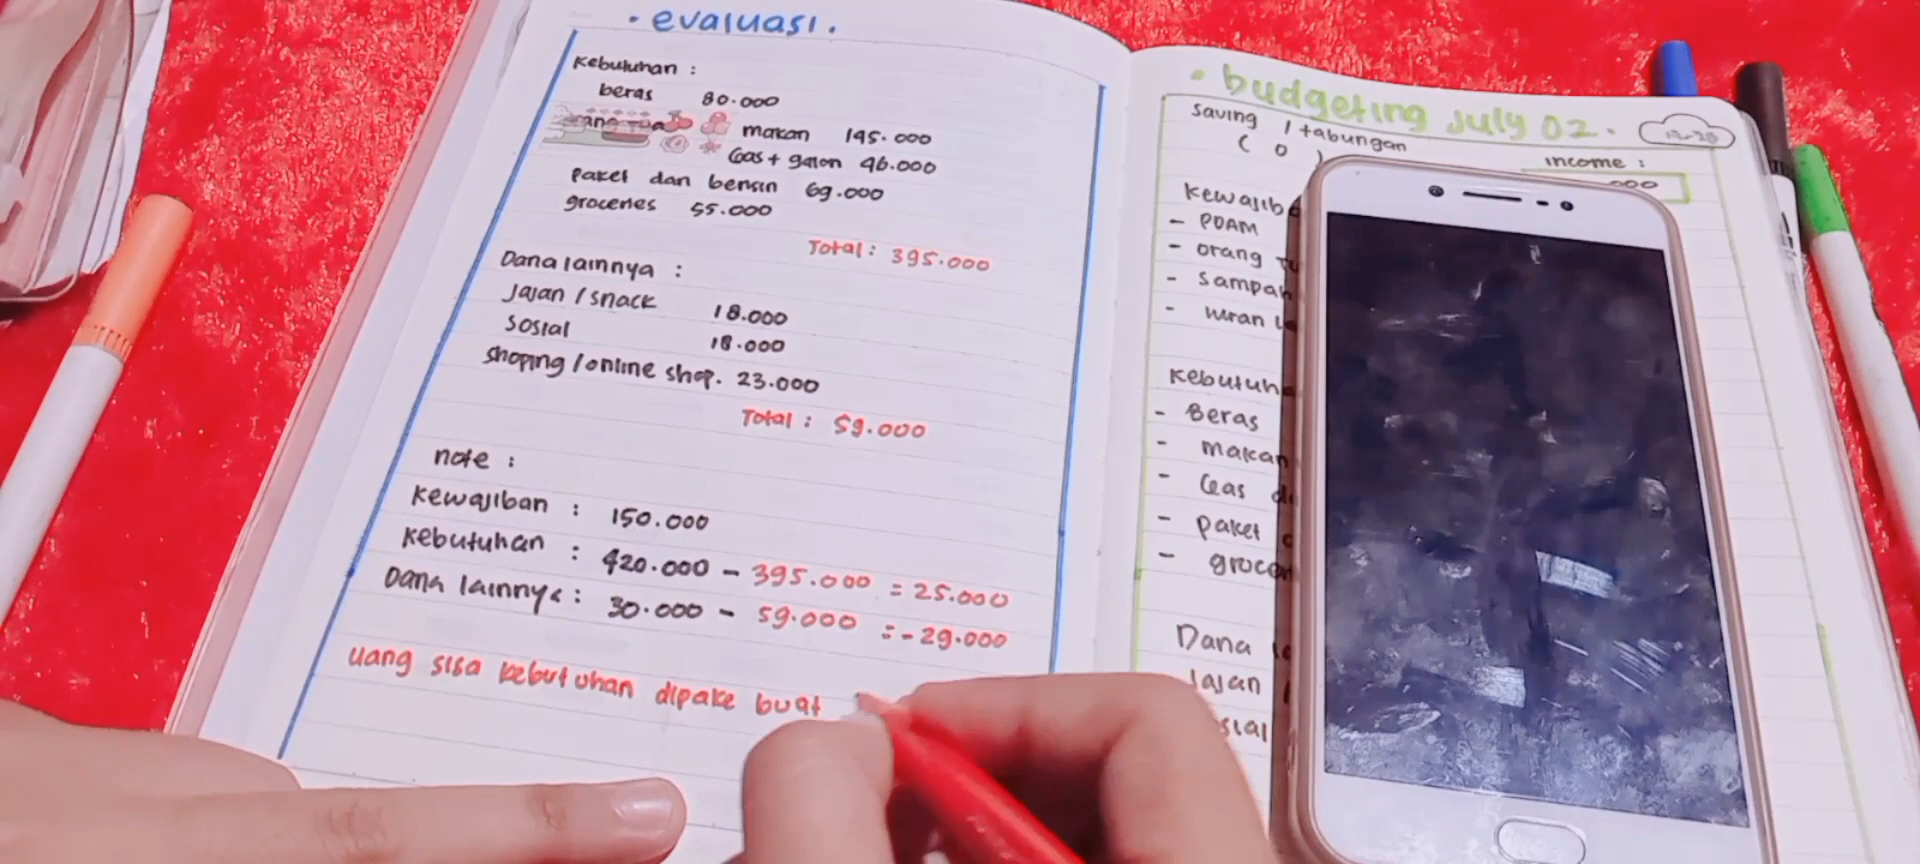 • evaluasi.
Kebutuhan :
beras 80.000
makan 145.000
Gas + galon 46.000
paket dan bensin 69.000
groceries 55.000
Total : 395.000
Dana lainnya :
Jajan / snack 18.000
Sosial 18.000
Shoping / online shop. 23.000
Total : 59.000
note :
Kewajiban : 150.000
Kebutuhan : 420.000 - 395.000 = 25.000
Dana lainnya : 30.000 - 59.000 = - 29.000
uang sisa kebutuhan dipake buat
• budgeting july 02.
Saving / tabungan
( 0 )
income :
000
Kewajib
- PDAM
- orang
- Sampah
- Iuran
Kebutuh
- Beras
- makan
- Gas
- paket
- grocer
Dana
Jajan
sial